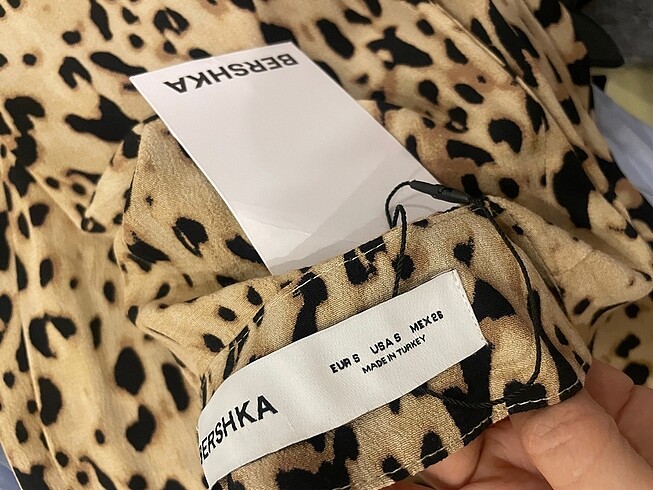 BERSHKA
EUR S USA S MEX 26
MADE IN TURKEY
BERSHKA